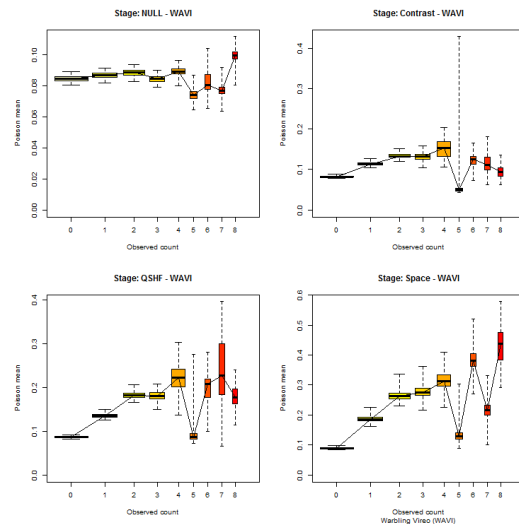 Stage: NULL - WAVI
Poisson mean
0.00 0.02 0.04 0.06 0.08 0.10
0 1 2 3 4 5 6 7 8
Observed count
Stage: Contrast - WAVI
Poisson mean
0.0 0.1 0.2 0.3 0.4
0 1 2 3 4 5 6 7 8
Observed count
Stage: QSHF - WAVI
Poisson mean
0.0 0.1 0.2 0.3 0.4
0 1 2 3 4 5 6 7 8
Observed count
Stage: Space - WAVI
Poisson mean
0.0 0.1 0.2 0.3 0.4 0.5 0.6
0 1 2 3 4 5 6 7 8
Observed count
Warbling Vireo (WAVI)